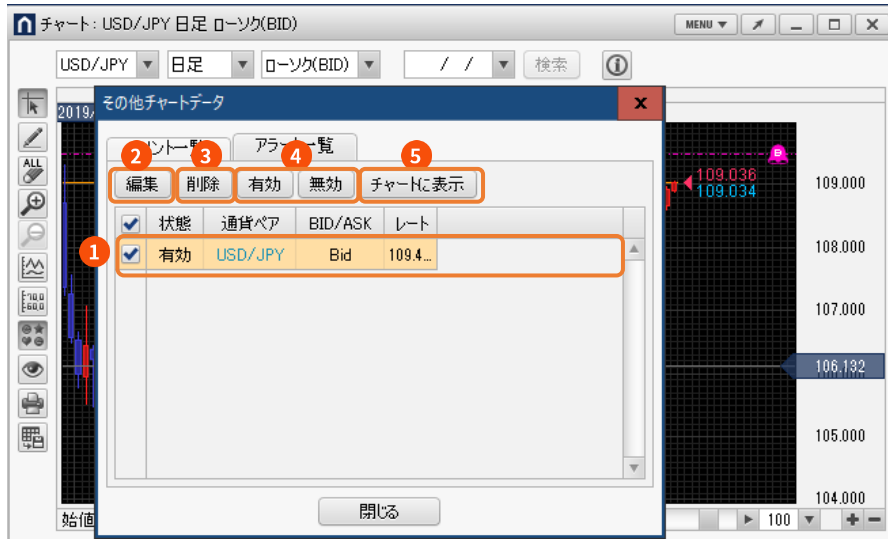 チャート: USD/JPY 日足 ローソク(BID)
MENU
USD/JPY 日足 ローソク(BID) / / 検索
その他チャートデータ
2019/
アラート一覧
2 3 4 5
編集 削除 有効 無効 チャートに表示
状態 通貨ペア BID/ASK レート
1 有効 USD/JPY Bid 109.4...
ALL
B
109.036
109.034
109.000
108.000
107.000
106.132
105.000
104.000
閉じる
始値
100